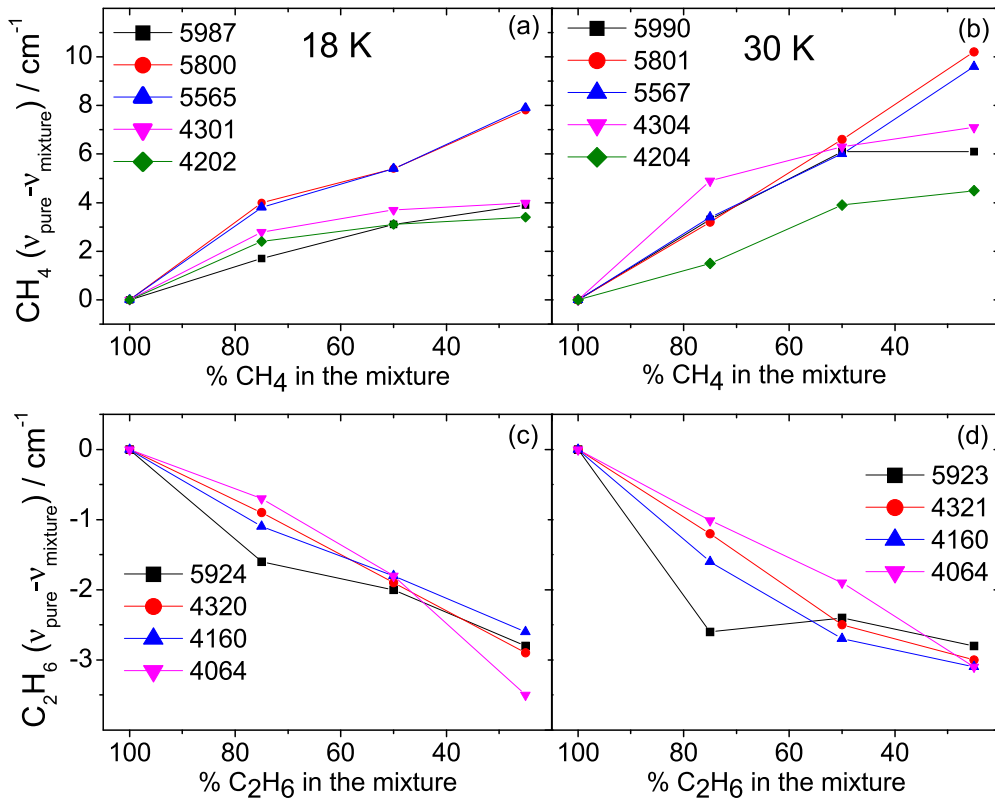 CH4 (νpure-νmixture) / cm-1
(a)
18 K
5987
5800
5565
4301
4202
10
8
6
4
2
0
100 80 60 40
% CH4 in the mixture
(b)
30 K
5990
5801
5567
4304
4204
100 80 60 40
% CH4 in the mixture
C2H6 (νpure-νmixture) / cm-1
(c)
0
-1
-2
-3
5924
4320
4160
4064
100 80 60 40
% C2H6 in the mixture
(d)
5923
4321
4160
4064
100 80 60 40
% C2H6 in the mixture